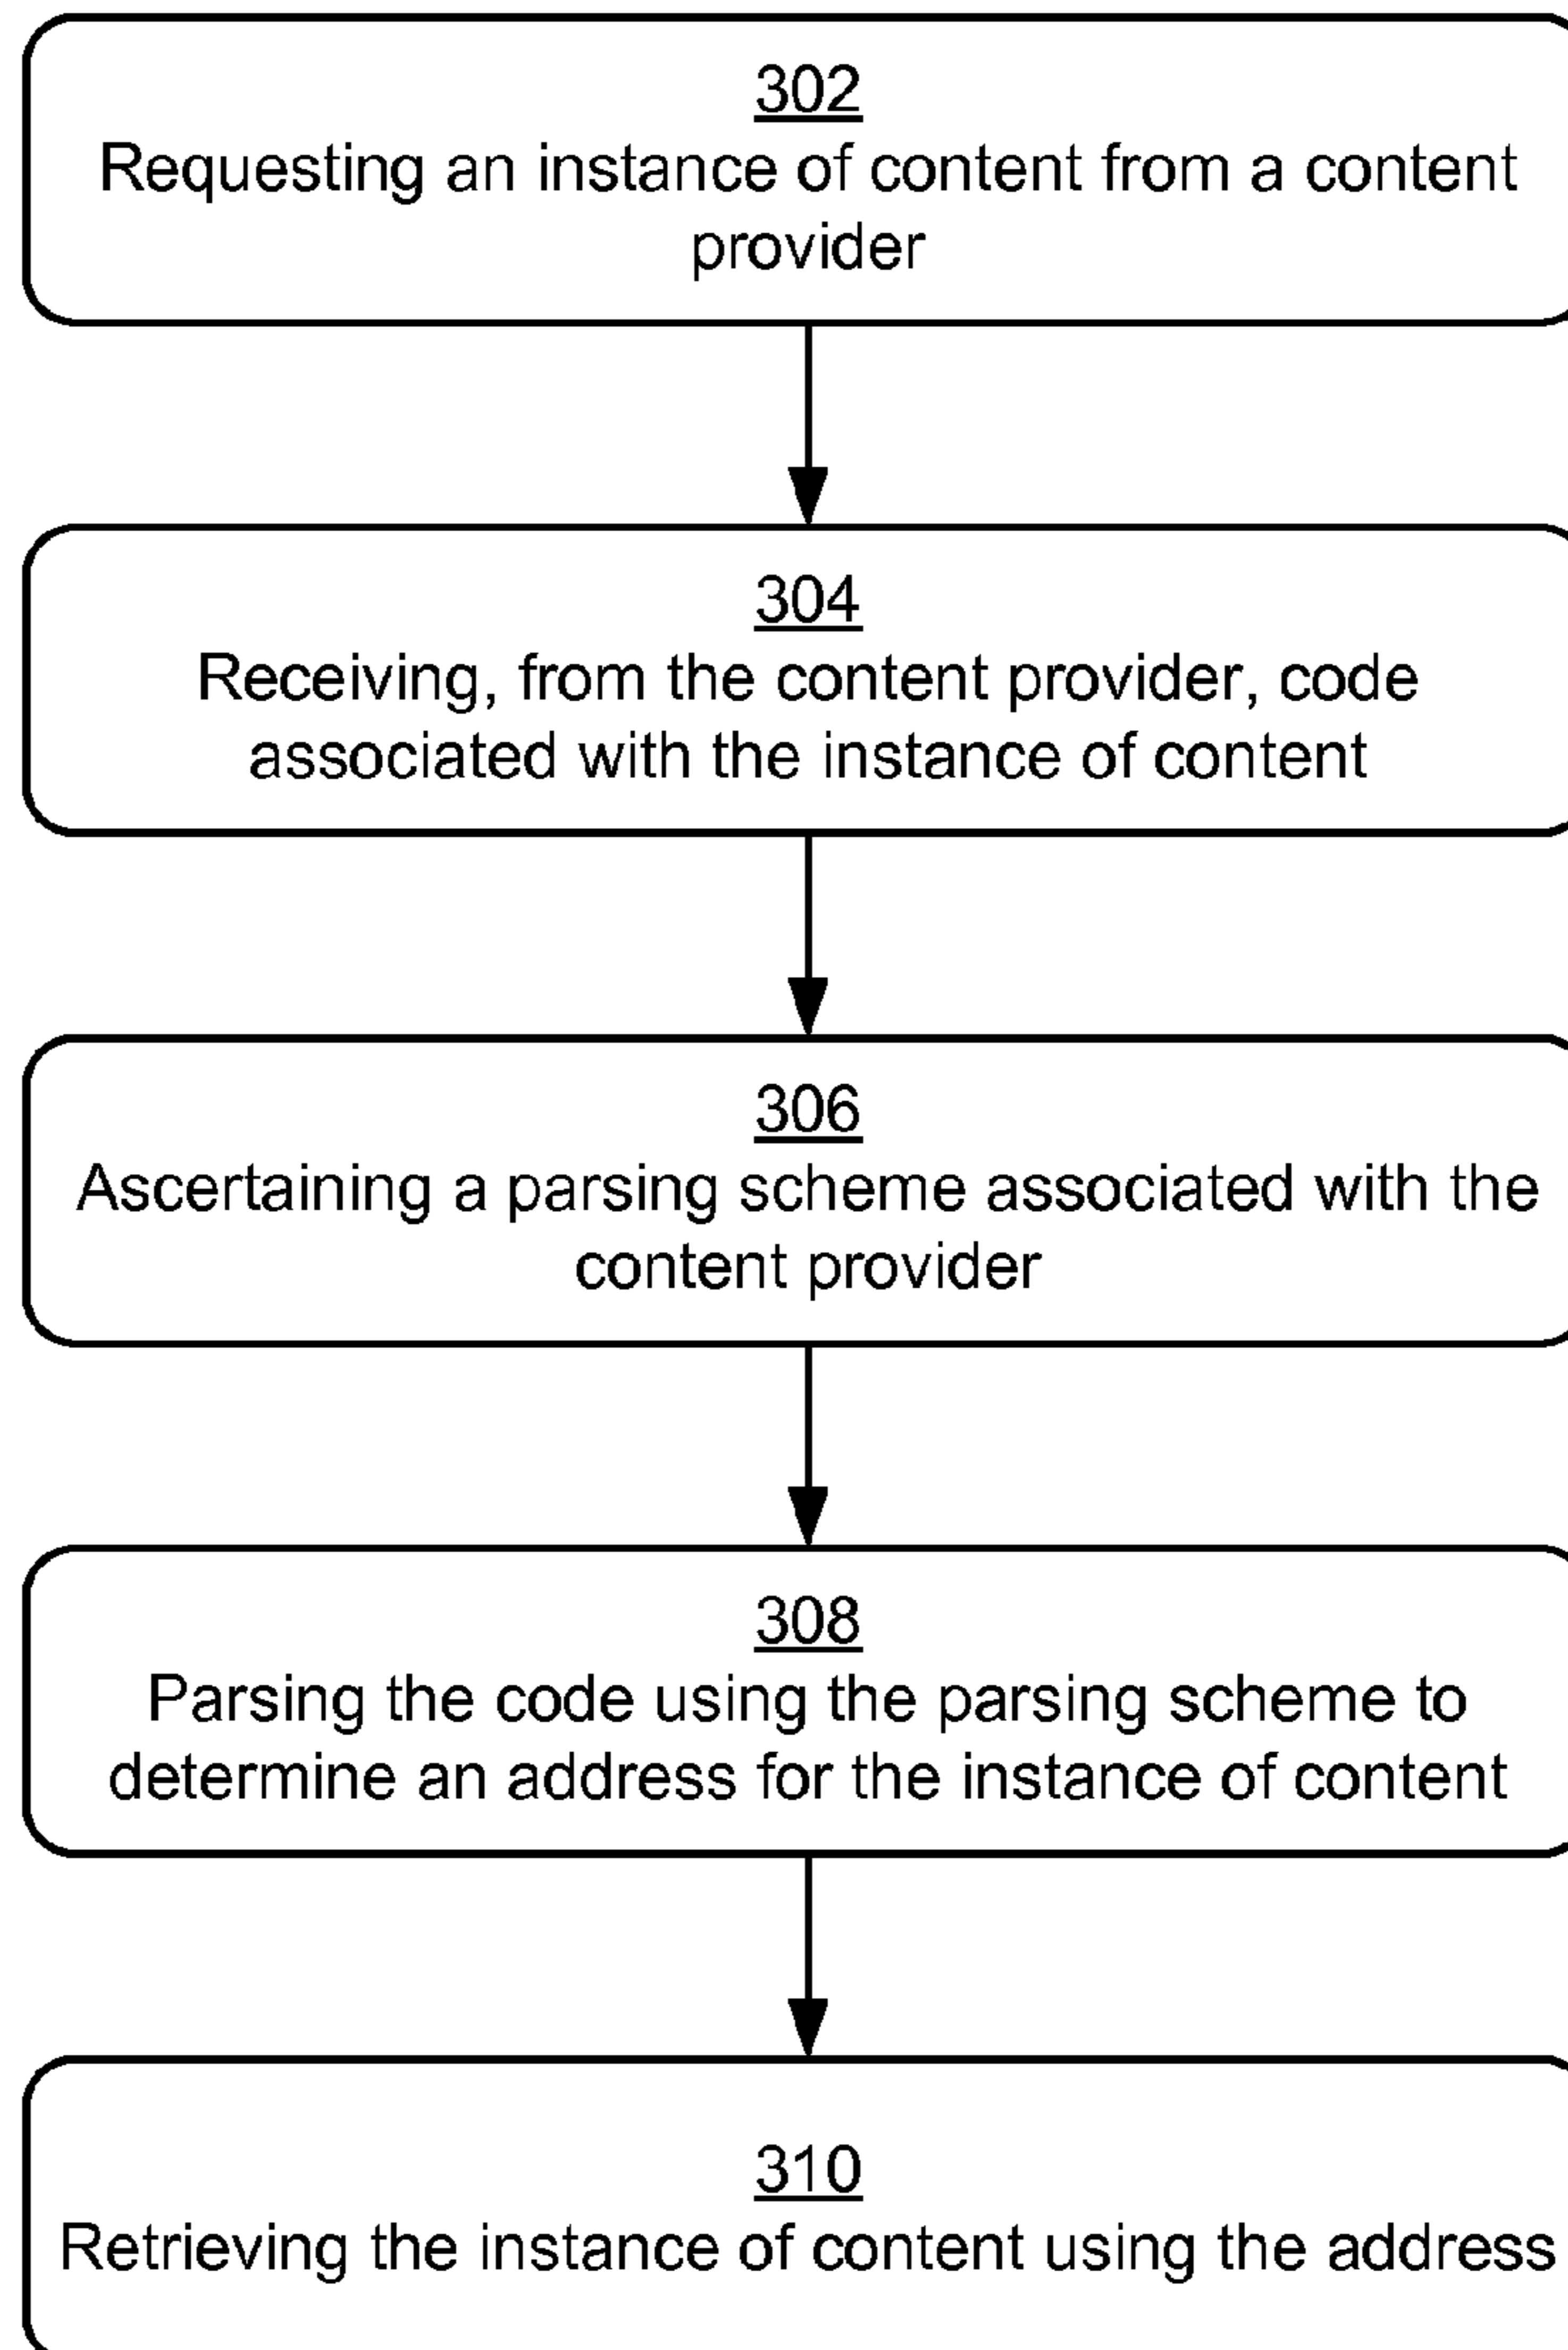 302
Requesting an instance of content from a content
provider
304
Receiving, from the content provider, code
associated with the instance of content
306
Ascertaining a parsing scheme associated with the
content provider
308
Parsing the code using the parsing scheme to
determine an address for the instance of content
310
Retrieving the instance of content using the address